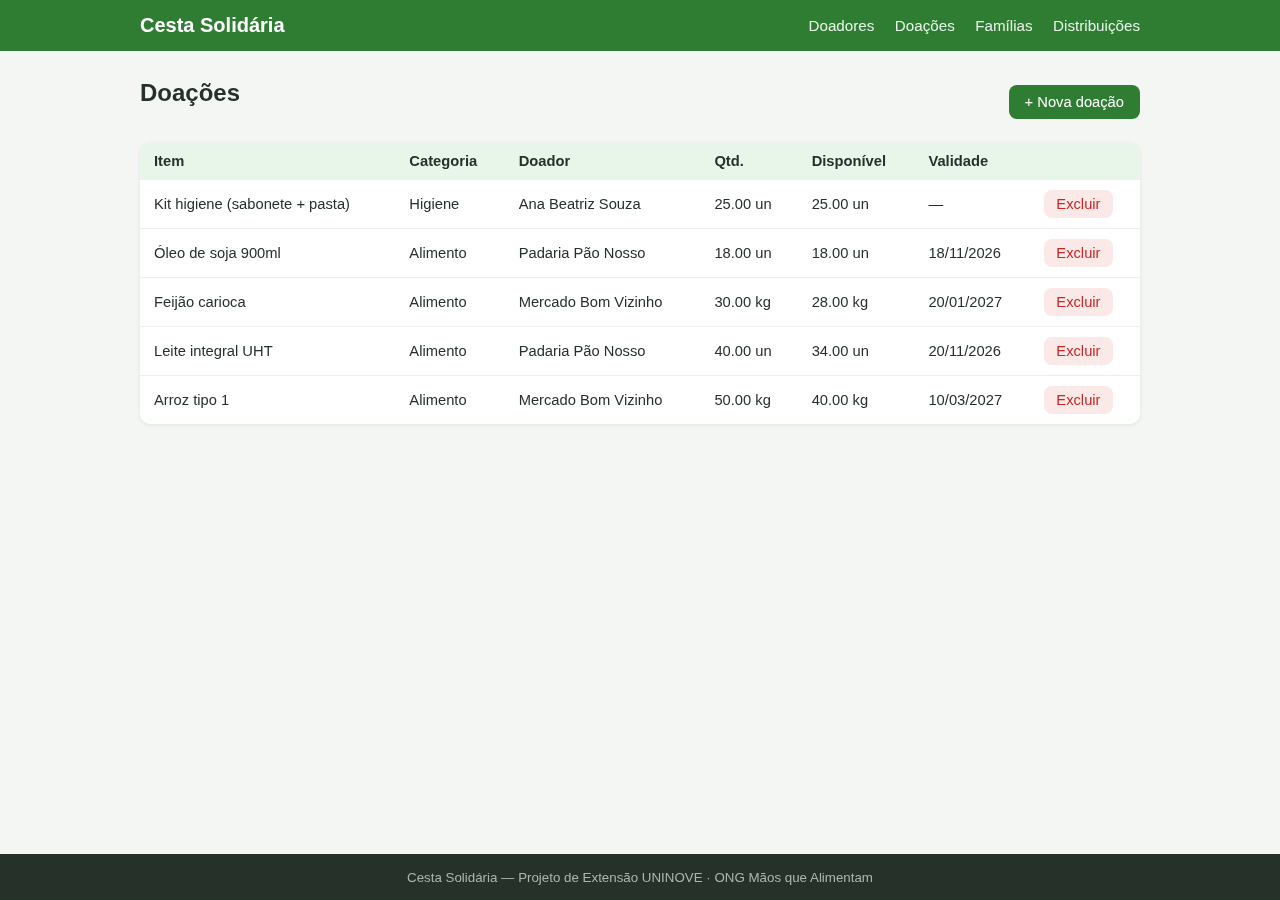 Cesta Solidária Doadores Doações Famílias Distribuições
Doações
+ Nova doação
Item Categoria Doador Qtd. Disponível Validade
Kit higiene (sabonete + pasta) Higiene Ana Beatriz Souza 25.00 un 25.00 un — Excluir
Óleo de soja 900ml Alimento Padaria Pão Nosso 18.00 un 18.00 un 18/11/2026 Excluir
Feijão carioca Alimento Mercado Bom Vizinho 30.00 kg 28.00 kg 20/01/2027 Excluir
Leite integral UHT Alimento Padaria Pão Nosso 40.00 un 34.00 un 20/11/2026 Excluir
Arroz tipo 1 Alimento Mercado Bom Vizinho 50.00 kg 40.00 kg 10/03/2027 Excluir
Cesta Solidária — Projeto de Extensão UNINOVE · ONG Mãos que Alimentam